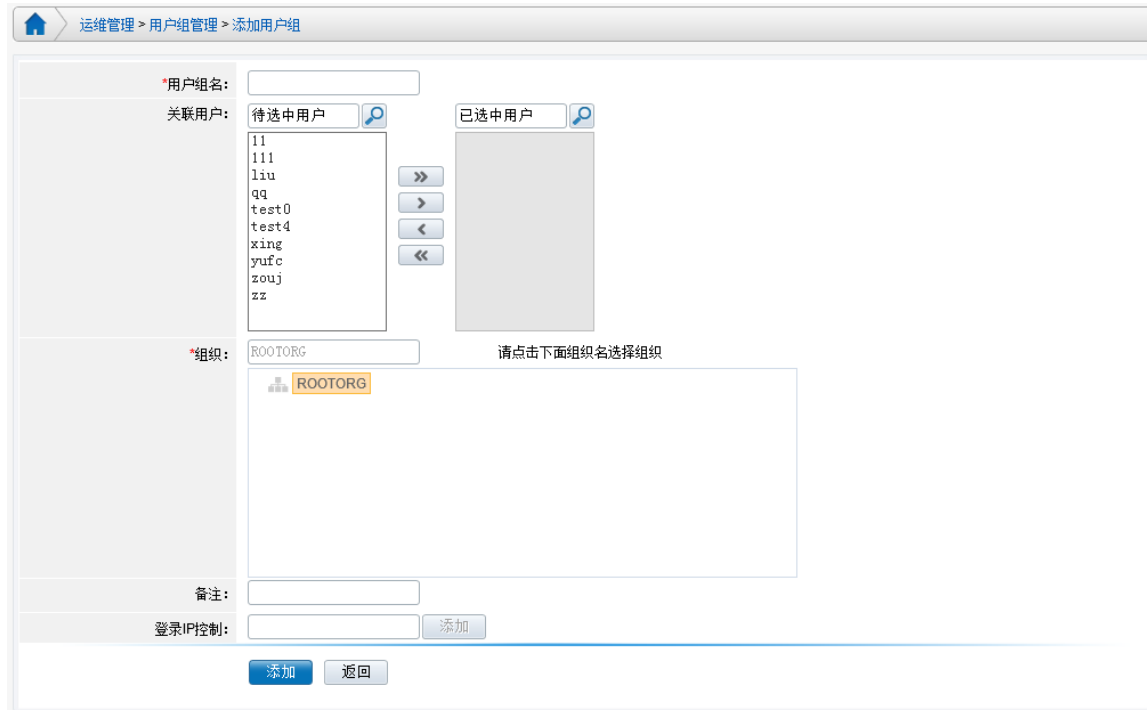 运维管理 > 用户组管理 > 添加用户组
*用户组名：
关联用户： 待选中用户 已选中用户
11
111
liu
qq
test0
test4
xing
yufc
zouj
zz
*组织： ROOTORG 请点击下面组织名选择组织
ROOTORG
备注：
登录IP控制： 添加
添加 返回